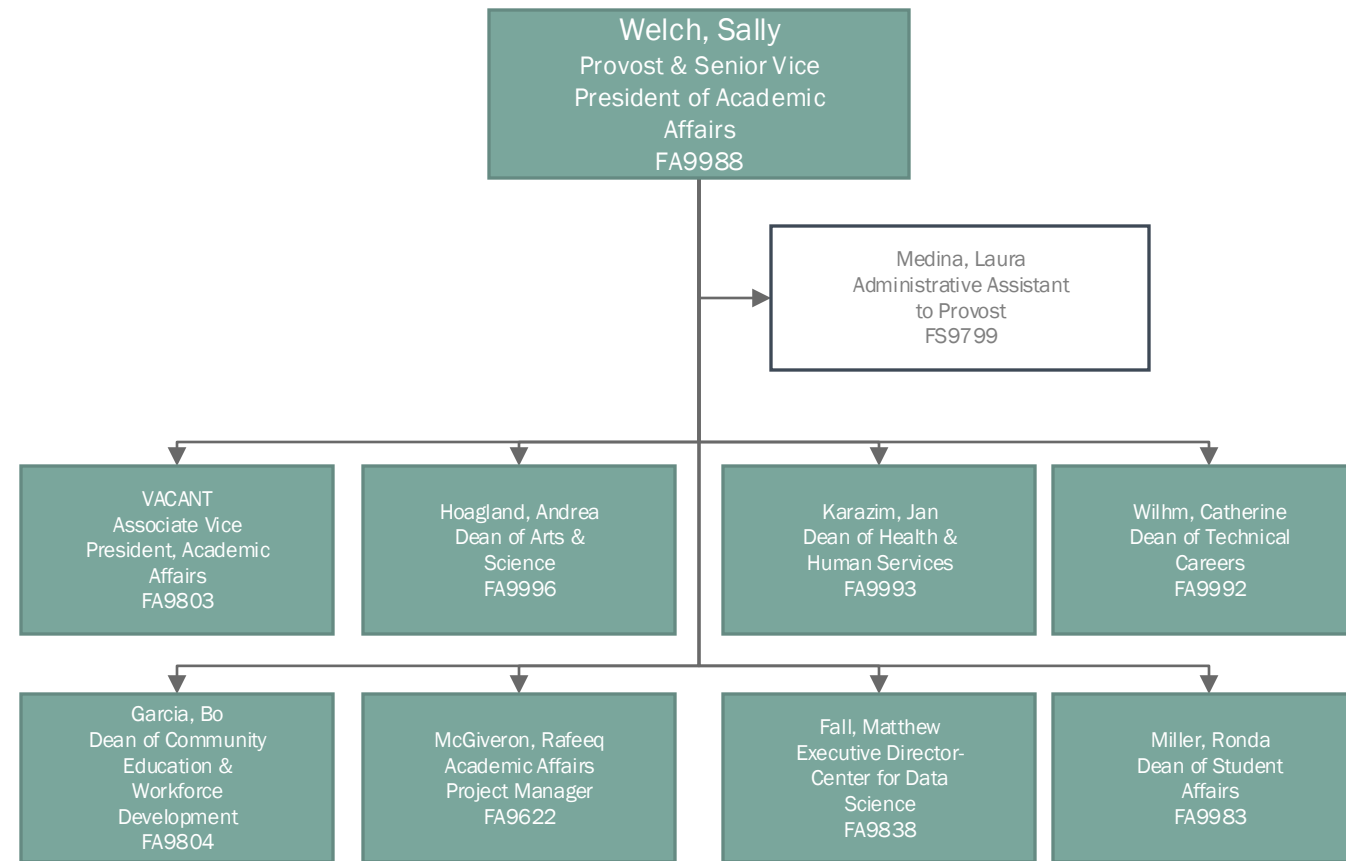 Welch, Sally
Provost & Senior Vice
President of Academic
Affairs
FA9988
Medina, Laura
Administrative Assistant
to Provost
FS9799
VACANT
Associate Vice
President, Academic
Affairs
FA9803
Hoagland, Andrea
Dean of Arts &
Science
FA9996
Karazim, Jan
Dean of Health &
Human Services
FA9993
Wilhm, Catherine
Dean of Technical
Careers
FA9992
Garcia, Bo
Dean of Community
Education &
Workforce
Development
FA9804
McGiveron, Rafeeq
Academic Affairs
Project Manager
FA9622
Fall, Matthew
Executive Director-
Center for Data
Science
FA9838
Miller, Ronda
Dean of Student
Affairs
FA9983